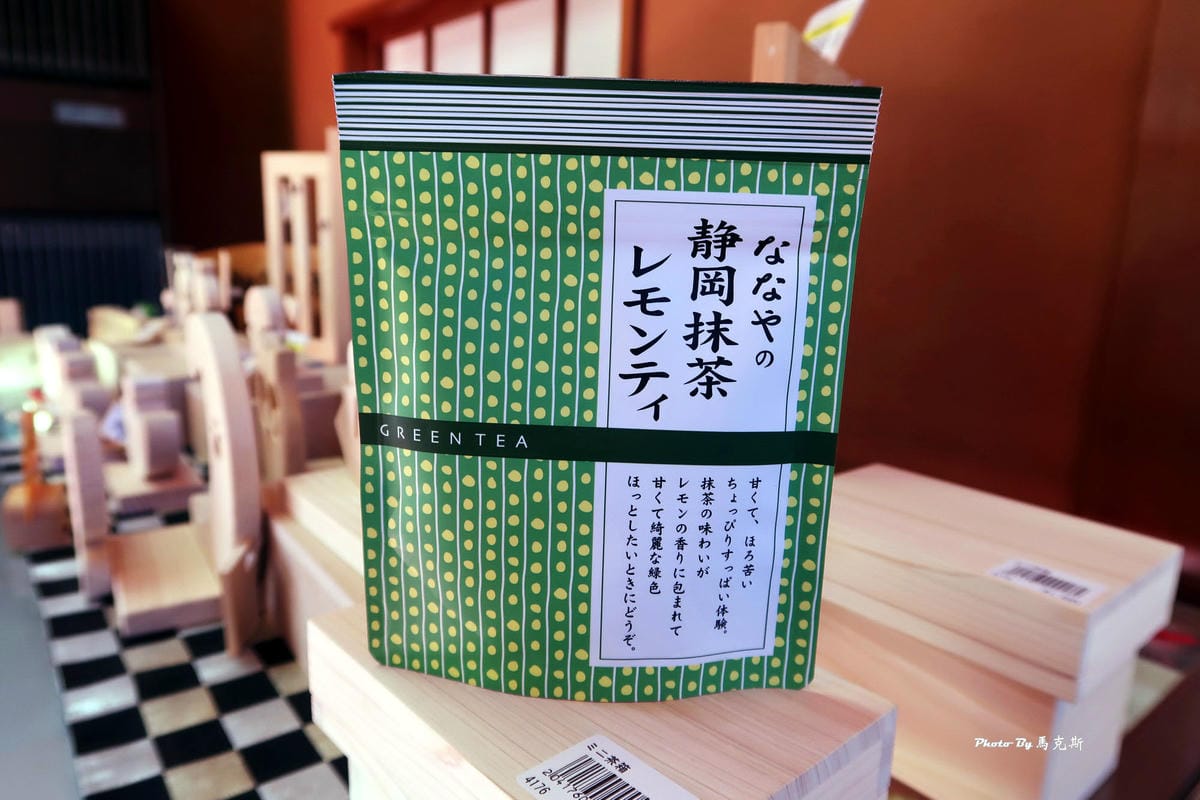 ななやの
静岡抹茶
レモンティ
GREEN TEA
甘くて、ほろ苦い
ちょっぴりすっぱい体験。
抹茶の味わいが
レモンの香りに包まれて
甘くて綺麗な緑色
ほっとしたいときにどうぞ。
ミニ茶箱
4176
Photo By 馬克斯